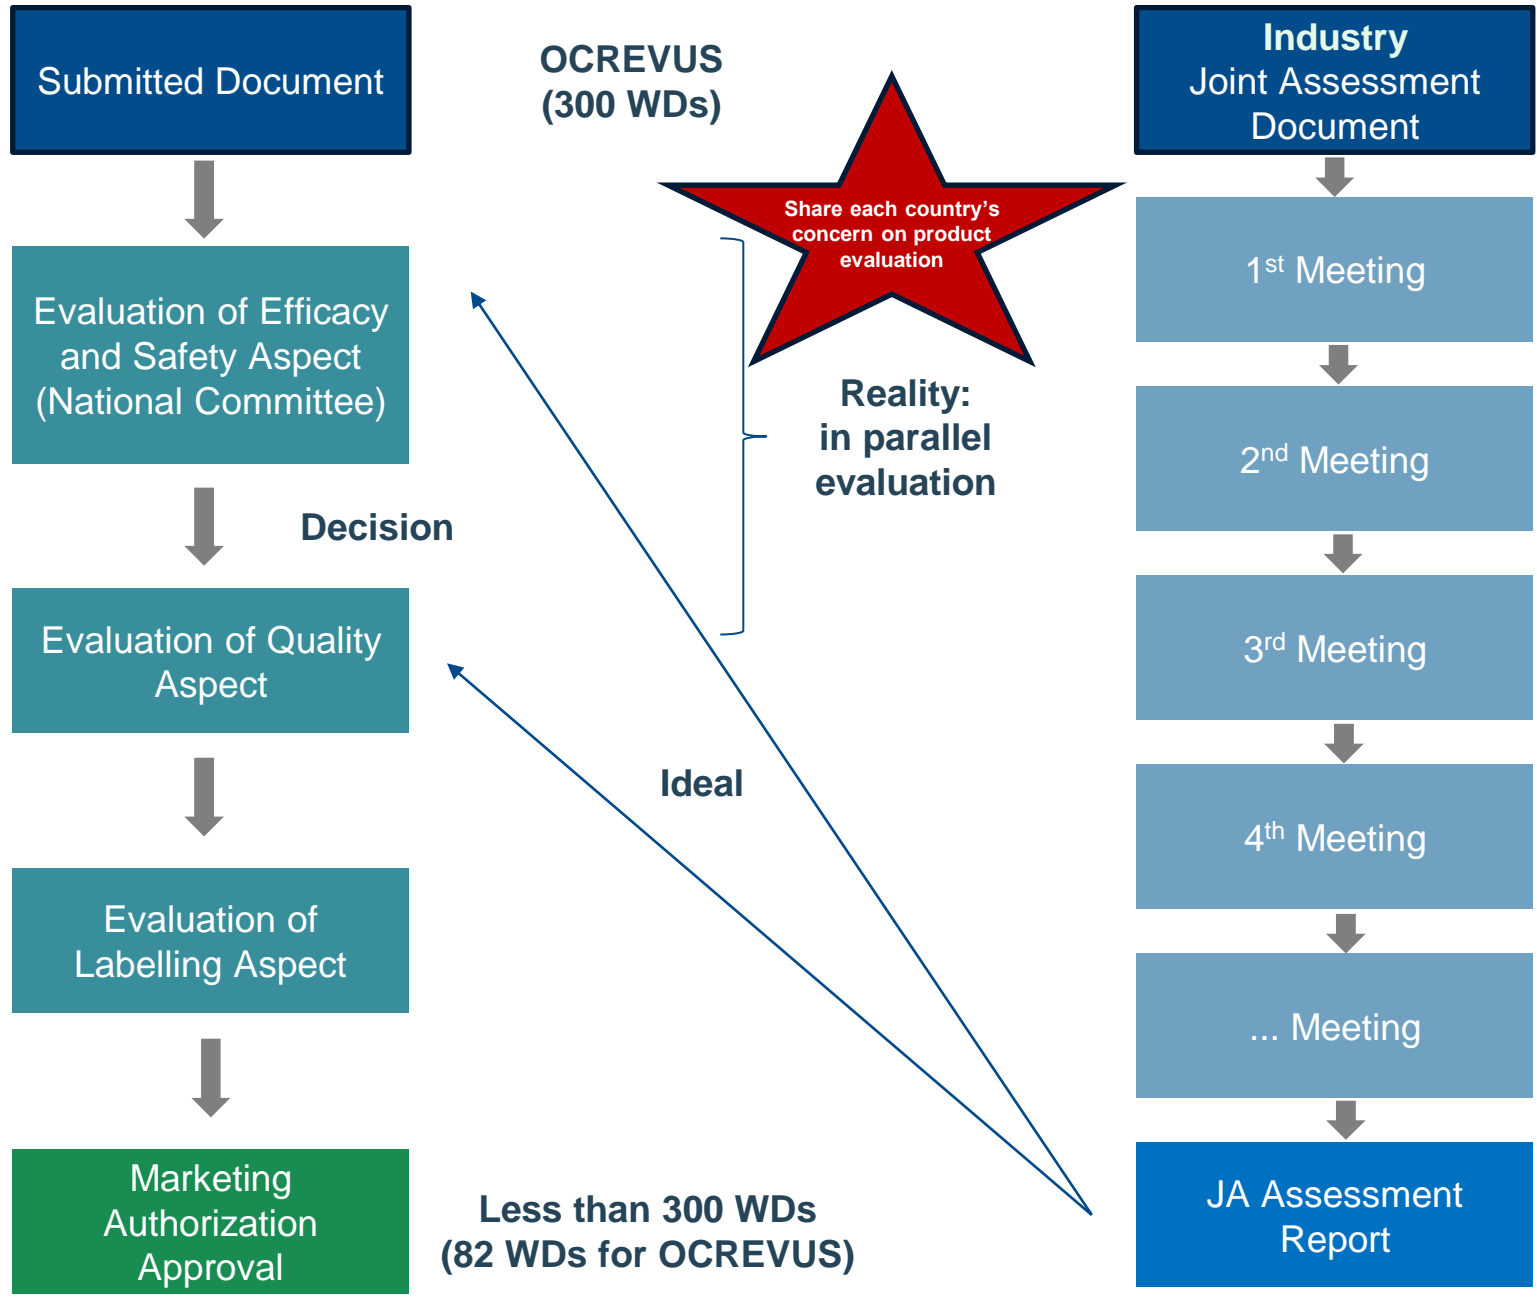 Submitted Document
Evaluation of Efficacy
and Safety Aspect
(National Committee)
Decision
Evaluation of Quality
Aspect
Evaluation of
Labelling Aspect
Marketing
Authorization
Approval
OCREVUS
(300 WDs)
Share each country’s
concern on product
evaluation
Reality:
in parallel
evaluation
Ideal
Less than 300 WDs
(82 WDs for OCREVUS)
Industry
Joint Assessment
Document
1st Meeting
2nd Meeting
3rd Meeting
4th Meeting
... Meeting
JA Assessment
Report